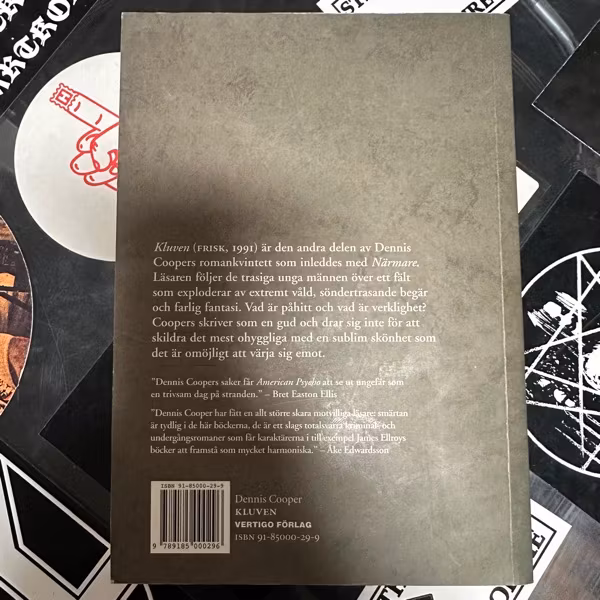 Kluven (FRISK, 1991) är den andra delen av Dennis
Coopers romankvintett som inleddes med Närmare.
Läsaren följer de trasiga unga männen över ett fält
som exploderar av extremt våld, söndertrasande begär
och farlig fantasi. Vad är påhitt och vad är verklighet?
Coopers skriver som en gud och drar sig inte för att
skildra det mest ohyggliga med en sublim skönhet som
det är omöjligt att värja sig emot.
"Dennis Coopers saker får American Psycho att se ut ungefär som
en trivsam dag på stranden." – Bret Easton Ellis
"Dennis Cooper har fått en allt större skara motvilliga läsare: smärtan
är tydlig i de här böckerna, de är ett slags totalsvarta kriminal- och
undergångsromaner som får karaktärerna i till exempel James Ellroys
böcker att framstå som mycket harmoniska." – Åke Edwardsson
ISBN 91-85000-29-9
9 789185 000296
Dennis Cooper
KLUVEN
VERTIGO FÖRLAG
ISBN 91-85000-29-9